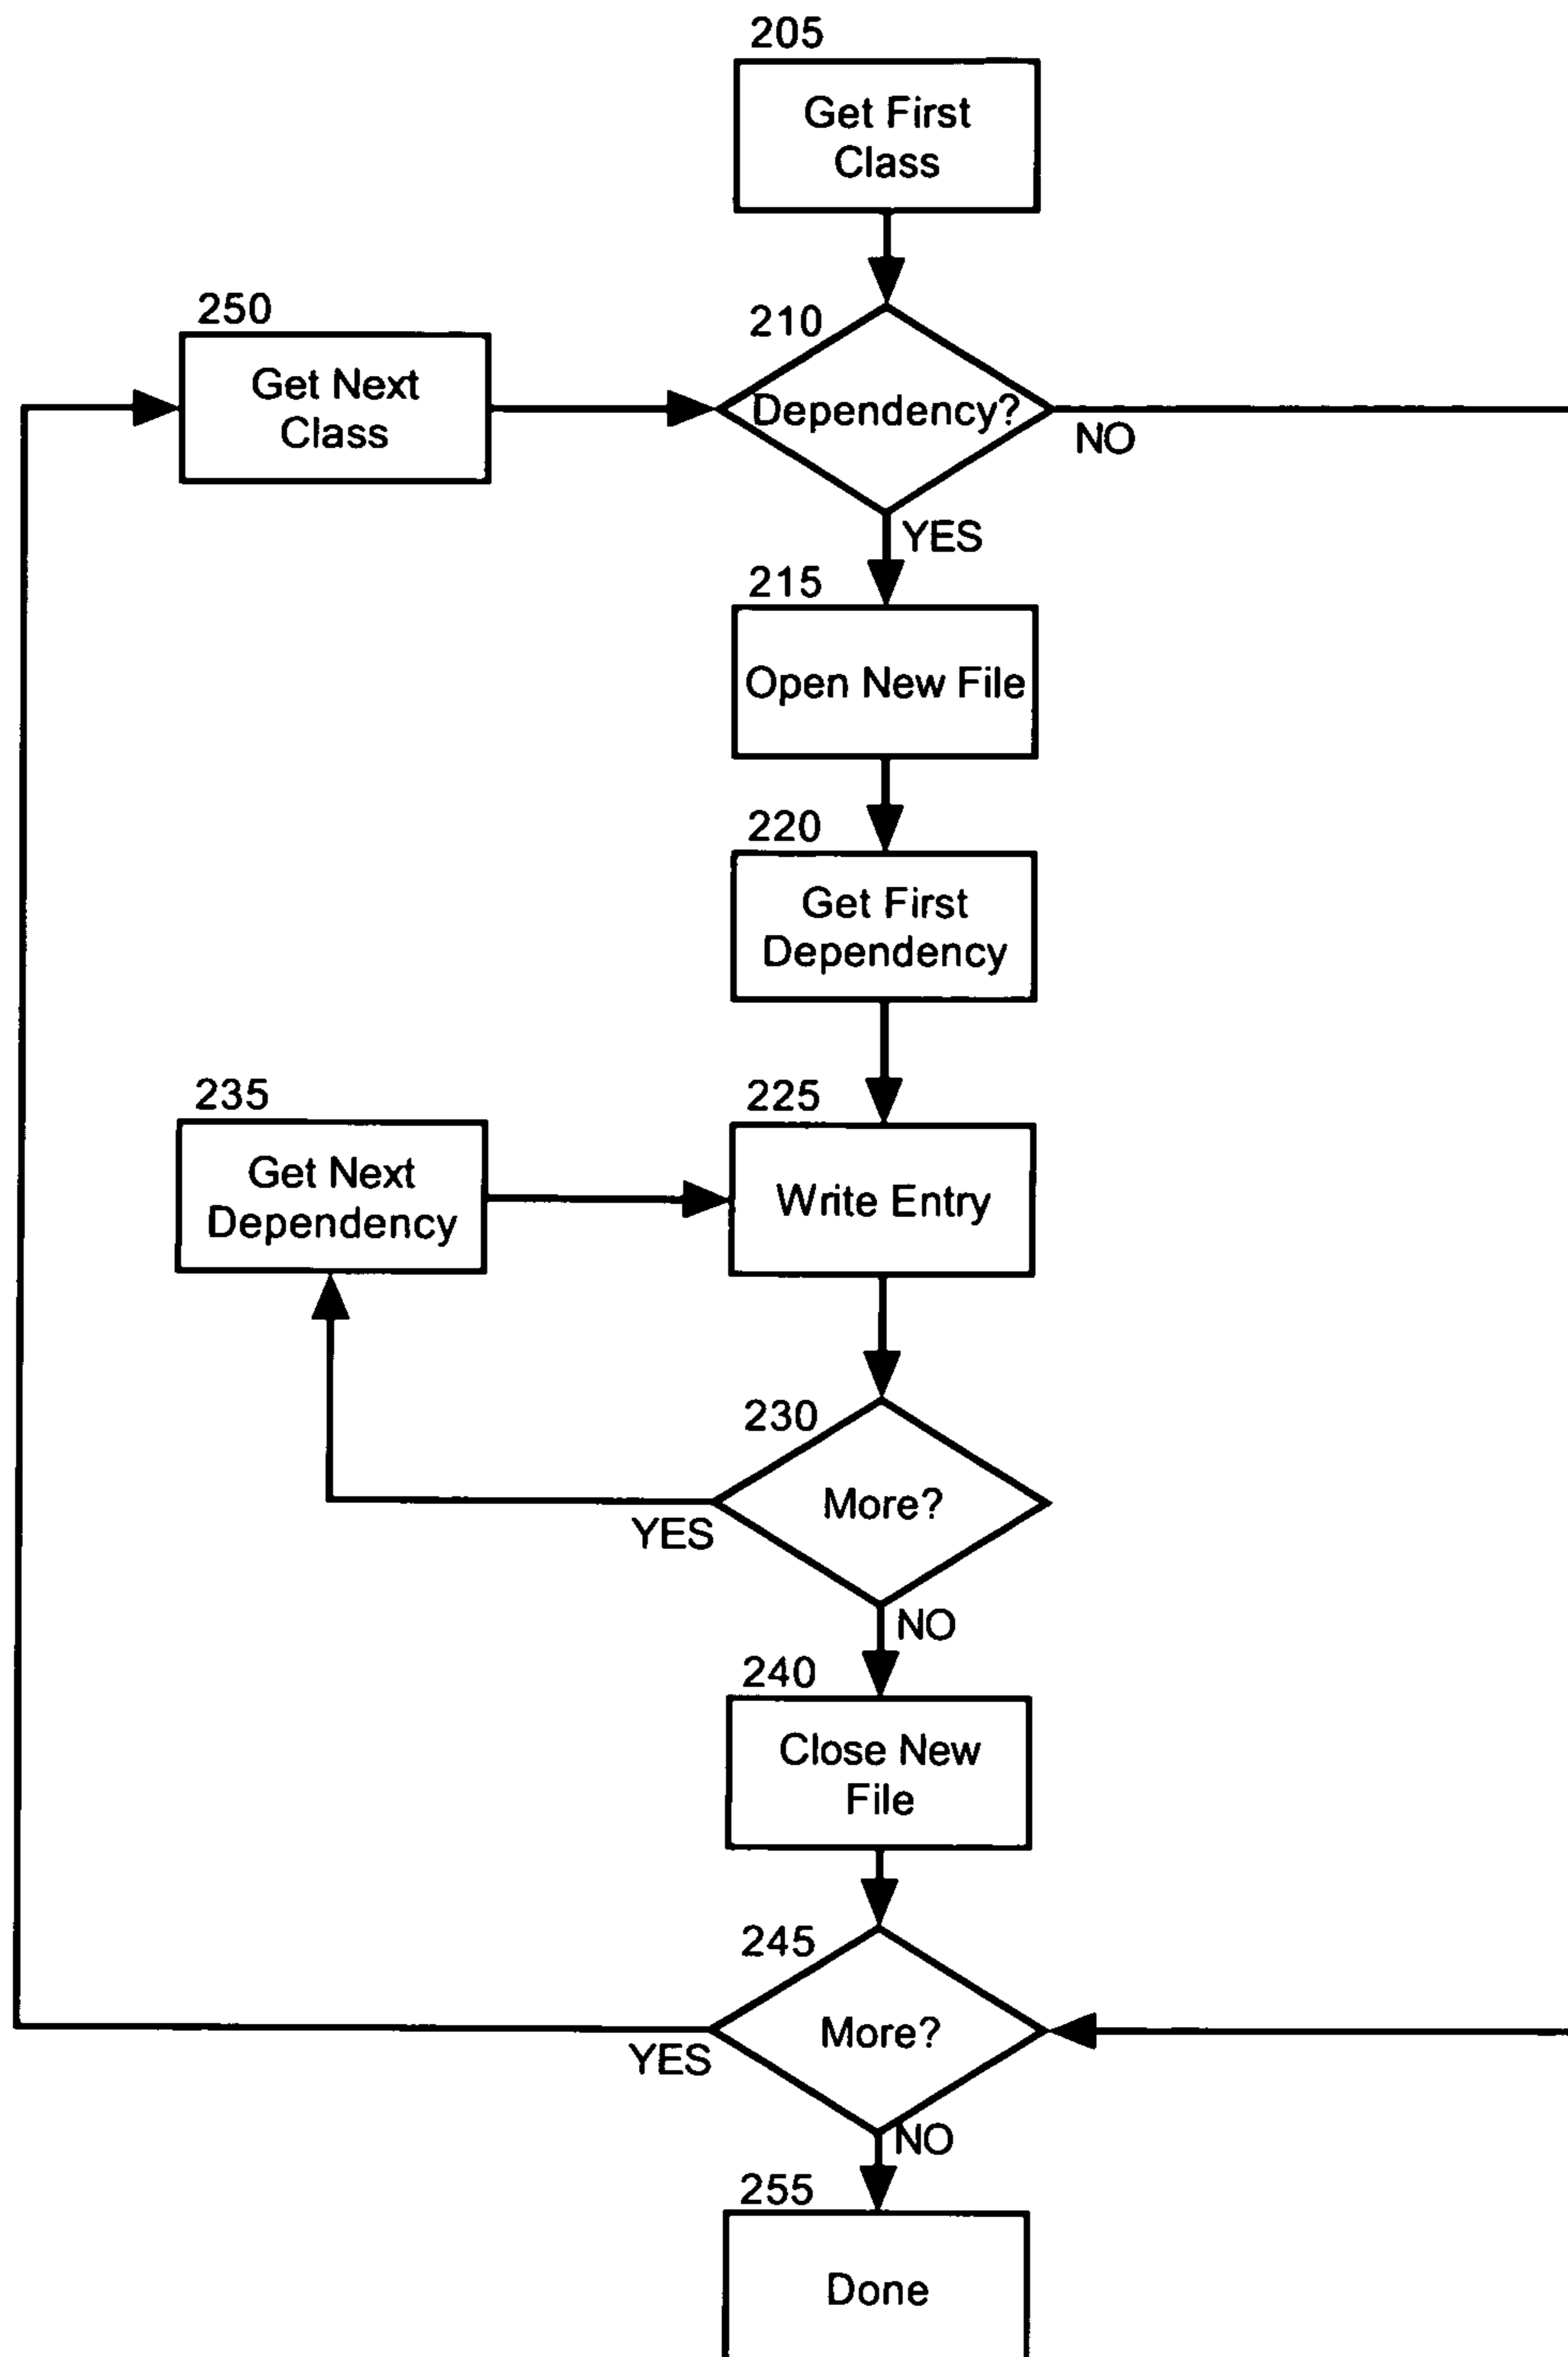 205
Get First
Class
250
Get Next
Class
210
Dependency?
NO
YES
215
Open New File
220
Get First
Dependency
235
Get Next
Dependency
225
Write Entry
230
More?
YES
NO
240
Close New
File
245
More?
YES
NO
255
Done